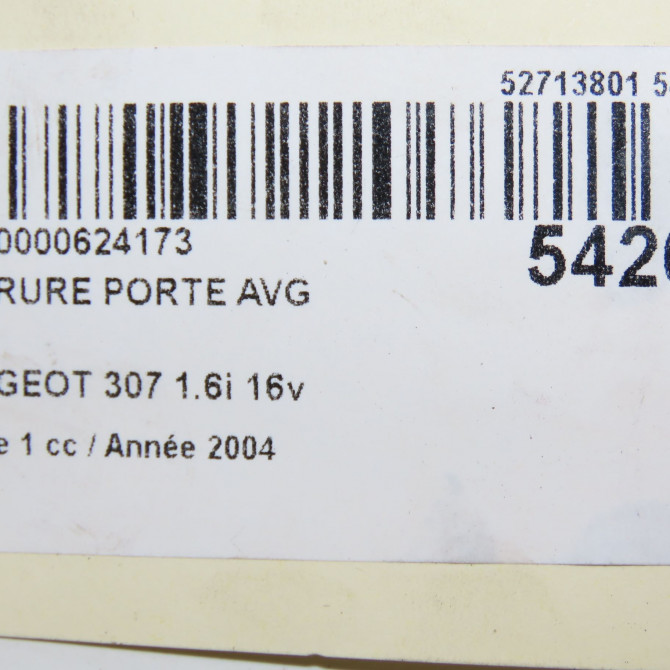 52713801 5
0000624173
542
RURE PORTE AVG
GEOT 307 1.6i 16v
e 1 cc / Année 2004